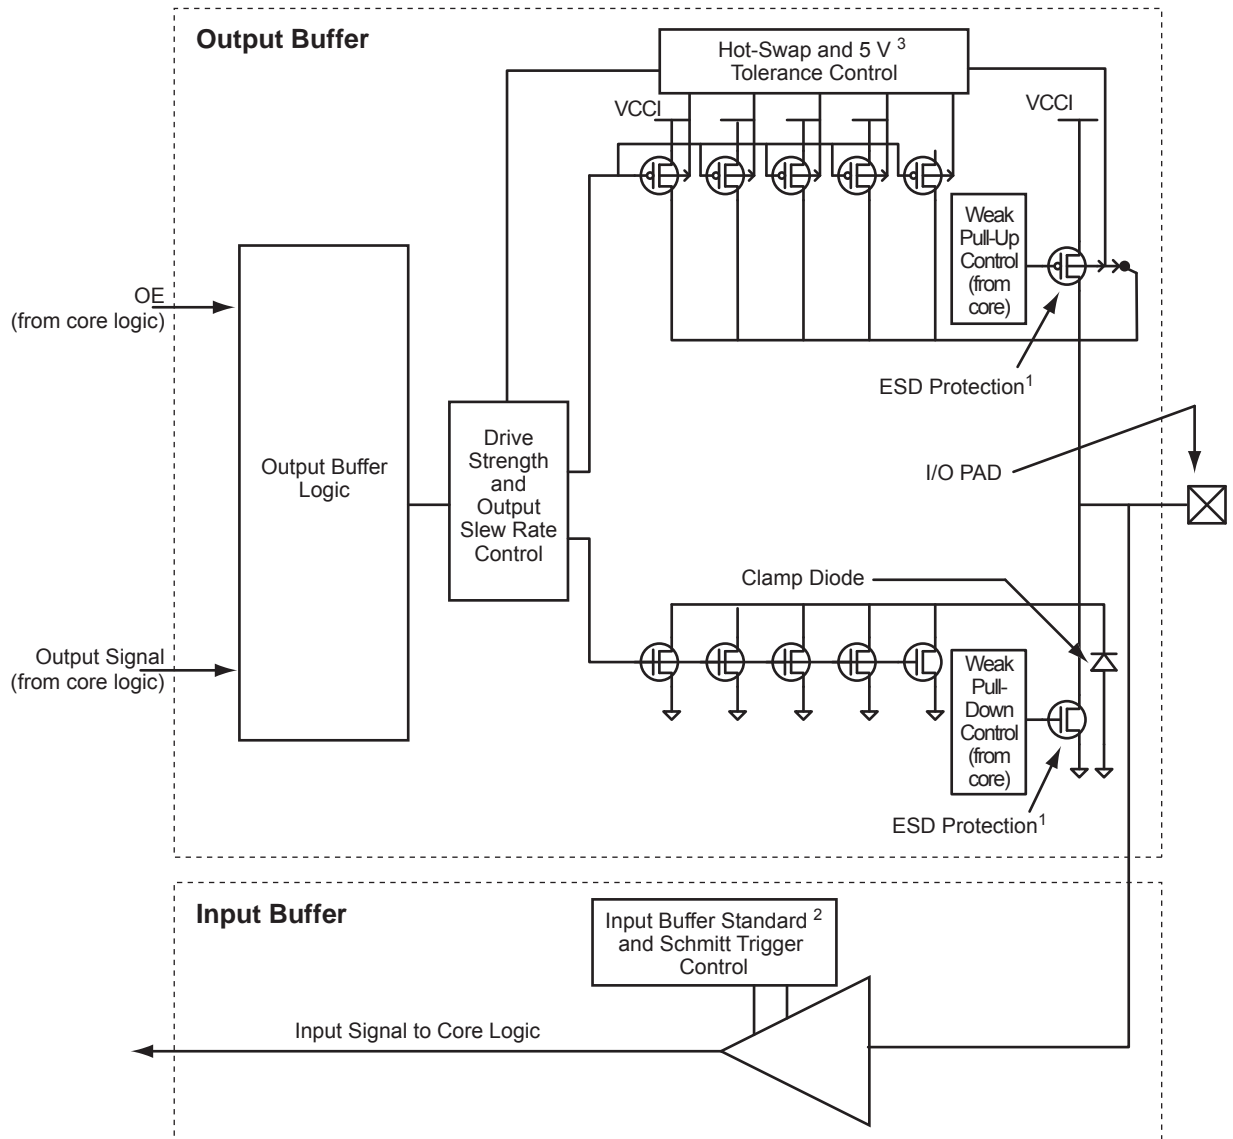 Output Buffer
Hot-Swap and 5 V 3
Tolerance Control
VCCI
VCCI
Weak
Pull-Up
Control
(from
core)
OE
(from core logic)
ESD Protection1
Drive
Strength
and
Output
Slew Rate
Control
Output Buffer
Logic
I/O PAD
Clamp Diode
Output Signal
(from core logic)
Weak
Pull-
Down
Control
(from
core)
ESD Protection1
Input Buffer
Input Buffer Standard 2
and Schmitt Trigger
Control
Input Signal to Core Logic